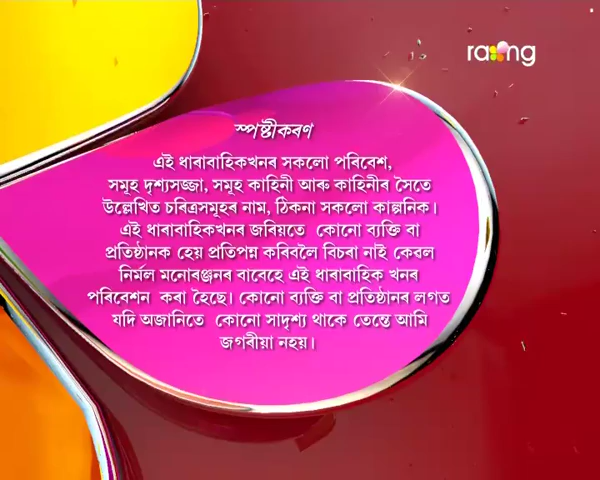 raang
স্পষ্টীকৰণ
এই ধাৰাবাহিকখনৰ সকলো পৰিবেশ,
সমূহ দৃশ্যসজ্জা, সমূহ কাহিনী আৰু কাহিনীৰ সৈতে
উল্লেখিত চৰিত্ৰসমূহৰ নাম, ঠিকনা সকলো কাল্পনিক।
এই ধাৰাবাহিকখনৰ জৰিয়তে কোনো ব্যক্তি বা
প্ৰতিষ্ঠানক হেয় প্ৰতিপন্ন কৰিবলৈ বিচৰা নাই কেৱল
নিৰ্মল মনোৰঞ্জনৰ বাবেহে এই ধাৰাবাহিক খনৰ
পৰিবেশন কৰা হৈছে। কোনো ব্যক্তি বা প্ৰতিষ্ঠানৰ লগত
যদি অজানিতে কোনো সাদৃশ্য থাকে তেন্তে আমি
জগৰীয়া নহয়।